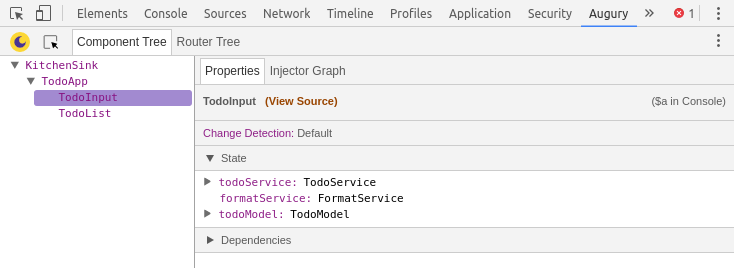 Elements Console Sources Network Timeline Profiles Application Security Augury » 1
Component Tree Router Tree
KitchenSink
TodoApp
TodoInput
TodoList
Properties Injector Graph
TodoInput (View Source) ($a in Console)
Change Detection: Default
State
todoService: TodoService
formatService: FormatService
todoModel: TodoModel
Dependencies